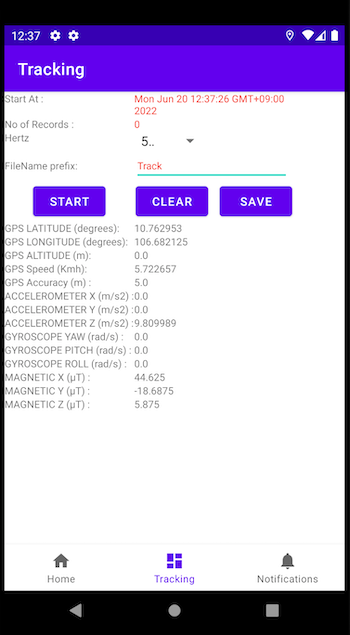 12:37
Tracking
Start At : Mon Jun 20 12:37:26 GMT+09:00
2022
No of Records : 0
Hertz 5..
FileName prefix: Track
START CLEAR SAVE
GPS LATITUDE (degrees): 10.762953
GPS LONGITUDE (degrees): 106.682125
GPS ALTITUDE (m): 0.0
GPS Speed (Kmh): 5.722657
GPS Accuracy (m) : 5.0
ACCELEROMETER X (m/s2) :0.0
ACCELEROMETER Y (m/s2) :0.0
ACCELEROMETER Z (m/s2) :9.809989
GYROSCOPE YAW (rad/s) : 0.0
GYROSCOPE PITCH (rad/s) :0.0
GYROSCOPE ROLL (rad/s) : 0.0
MAGNETIC X (μT) : 44.625
MAGNETIC Y (μT) : -18.6875
MAGNETIC Z (μT) : 5.875
Home Tracking Notifications